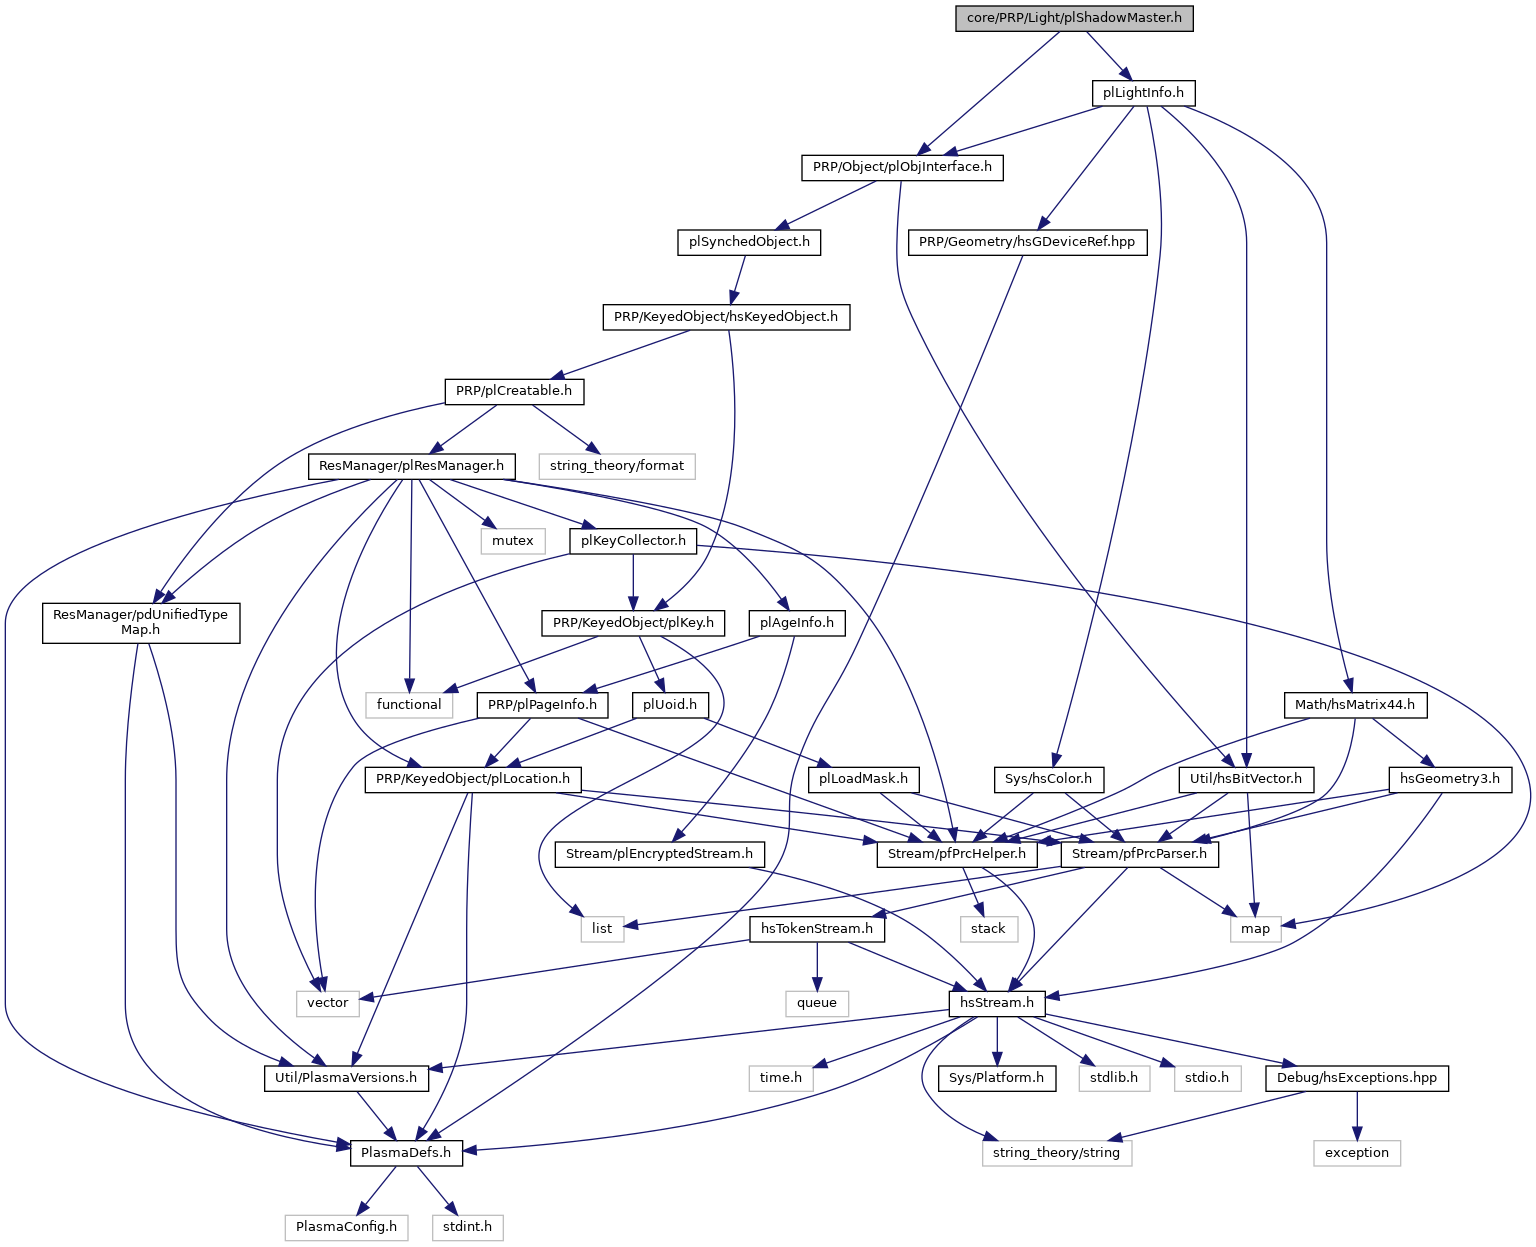 core/PRP/Light/plShadowMaster.h
plLightInfo.h
PRP/Object/plObjInterface.h
plSynchedObject.h
PRP/Geometry/hsGDeviceRef.hpp
PRP/KeyedObject/hsKeyedObject.h
PRP/plCreatable.h
ResManager/plResManager.h
string_theory/format
mutex
plKeyCollector.h
ResManager/pdUnifiedType
Map.h
PRP/KeyedObject/plKey.h
plAgeInfo.h
functional
PRP/plPageInfo.h
plUoid.h
Math/hsMatrix44.h
PRP/KeyedObject/plLocation.h
plLoadMask.h
Sys/hsColor.h
Util/hsBitVector.h
hsGeometry3.h
Stream/plEncryptedStream.h
Stream/pfPrcHelper.h
Stream/pfPrcParser.h
list
hsTokenStream.h
stack
map
vector
queue
hsStream.h
Util/PlasmaVersions.h
time.h
Sys/Platform.h
stdlib.h
stdio.h
Debug/hsExceptions.hpp
PlasmaDefs.h
string_theory/string
exception
PlasmaConfig.h
stdint.h